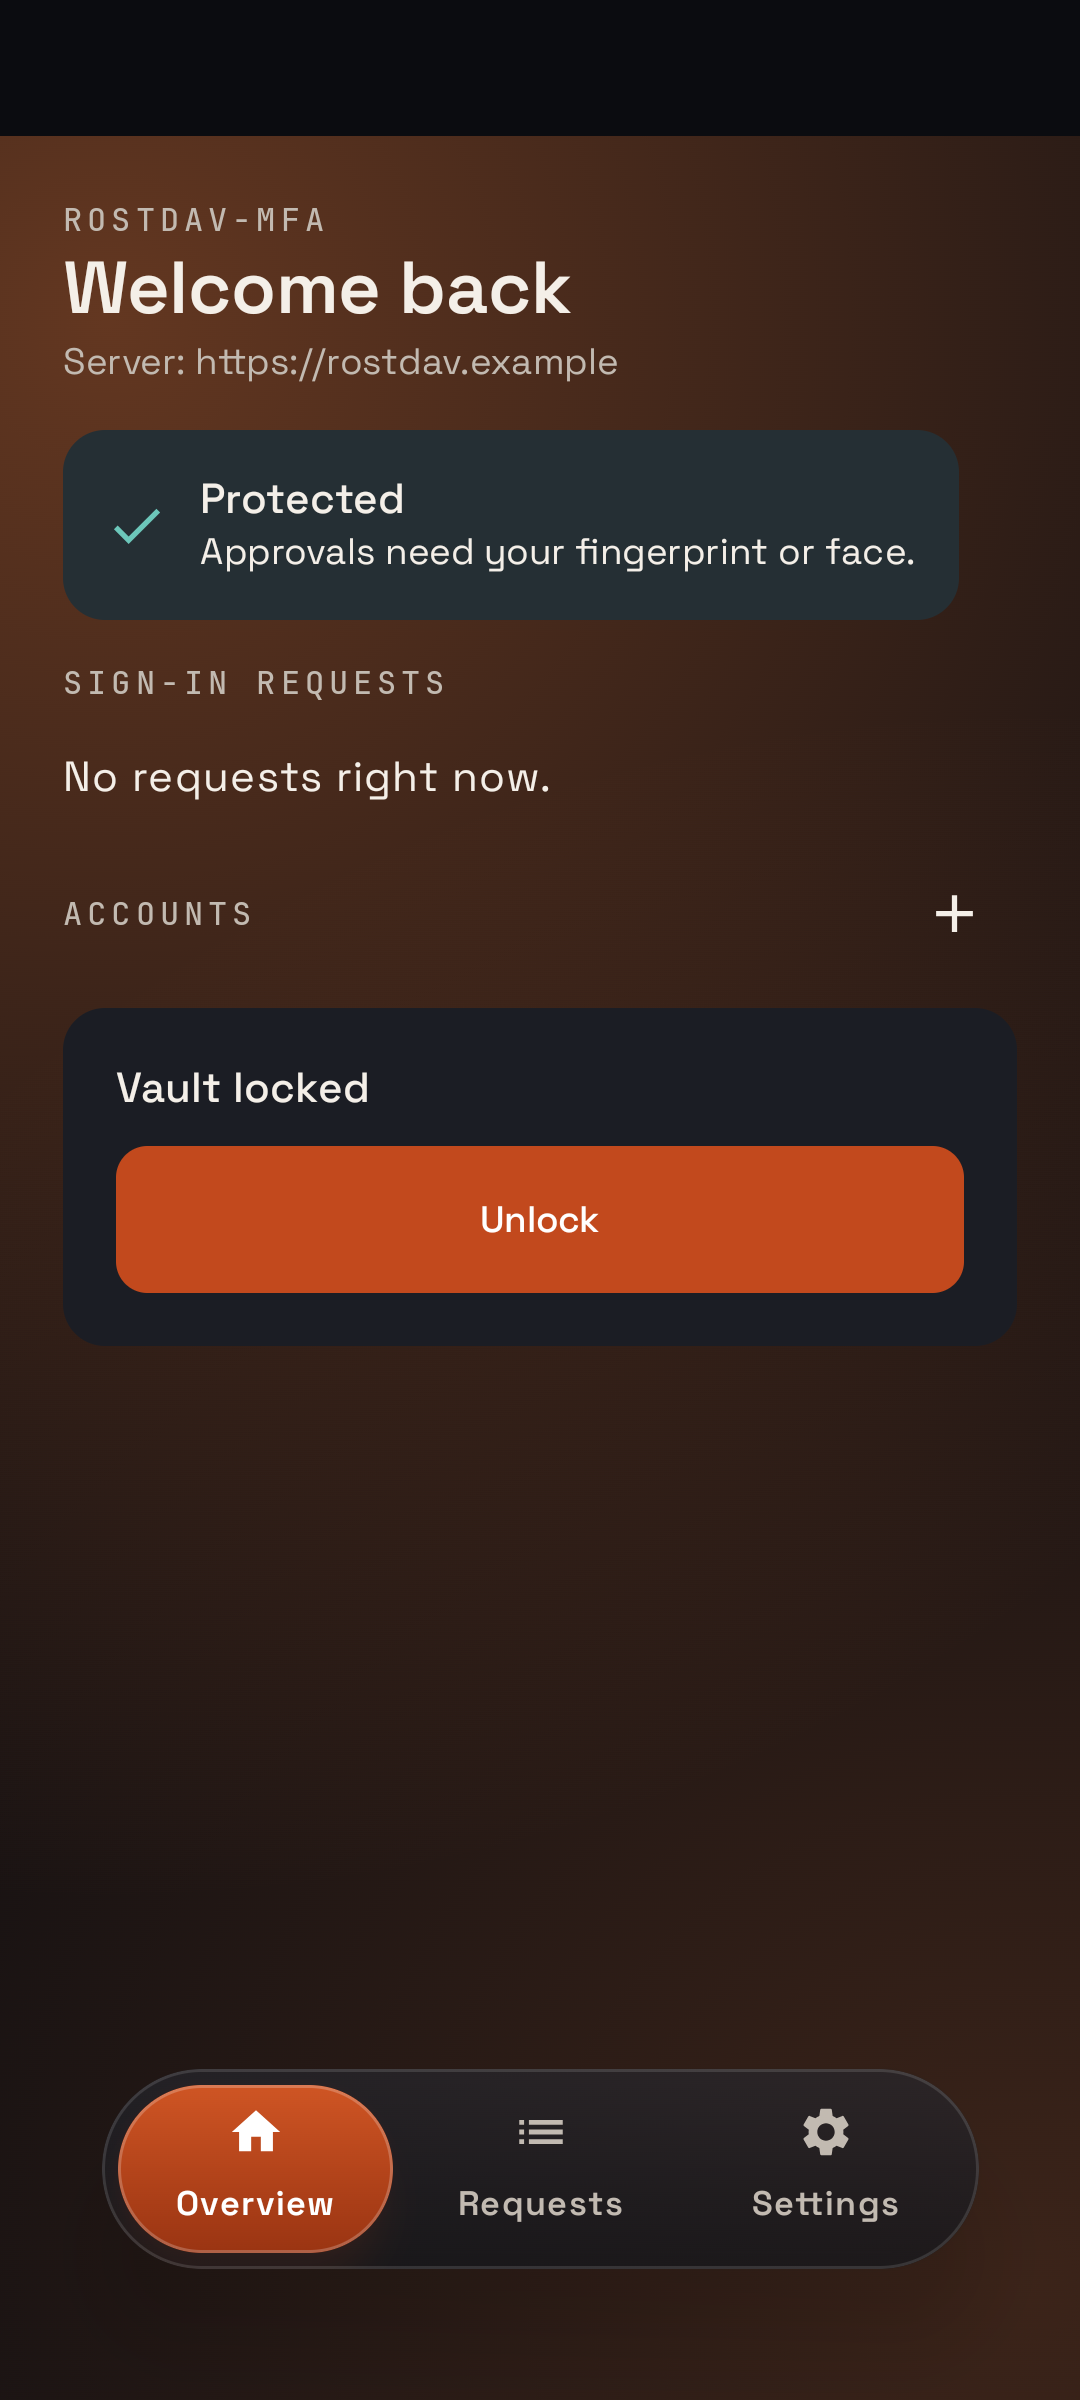 ROSTDAV-MFA
Welcome back
Server: https://rostdav.example
Protected
Approvals need your fingerprint or face.
SIGN-IN REQUESTS
No requests right now.
ACCOUNTS
Vault locked
Unlock
Overview
Requests
Settings